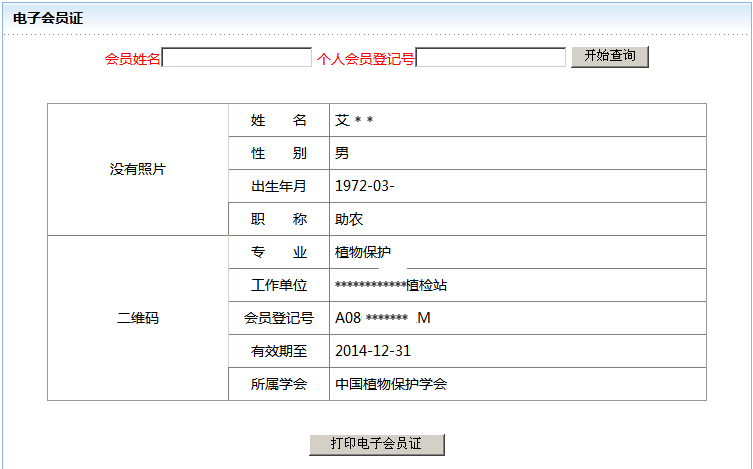 电子会员证
会员姓名 个人会员登记号 开始查询
没有照片
姓 名 艾 * *
性 别 男
出生年月 1972-03-
职 称 助农
二维码
专 业 植物保护
工作单位 ************植检站
会员登记号 A08 ******* .M
有效期至 2014-12-31
所属学会 中国植物保护学会
打印电子会员证